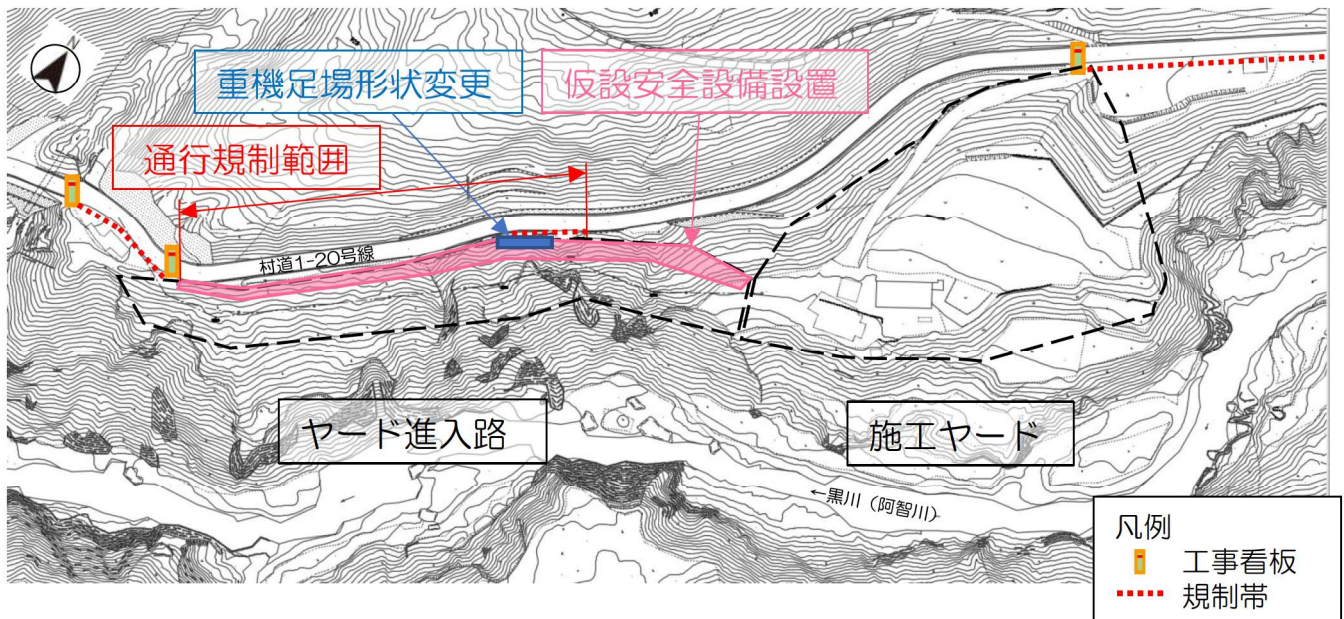 N
重機足場形状変更
仮設安全設備設置
通行規制範囲
村道1-20号線
ヤード進入路
施工ヤード
←黒川(阿智川)
凡例
工事看板
規制帯